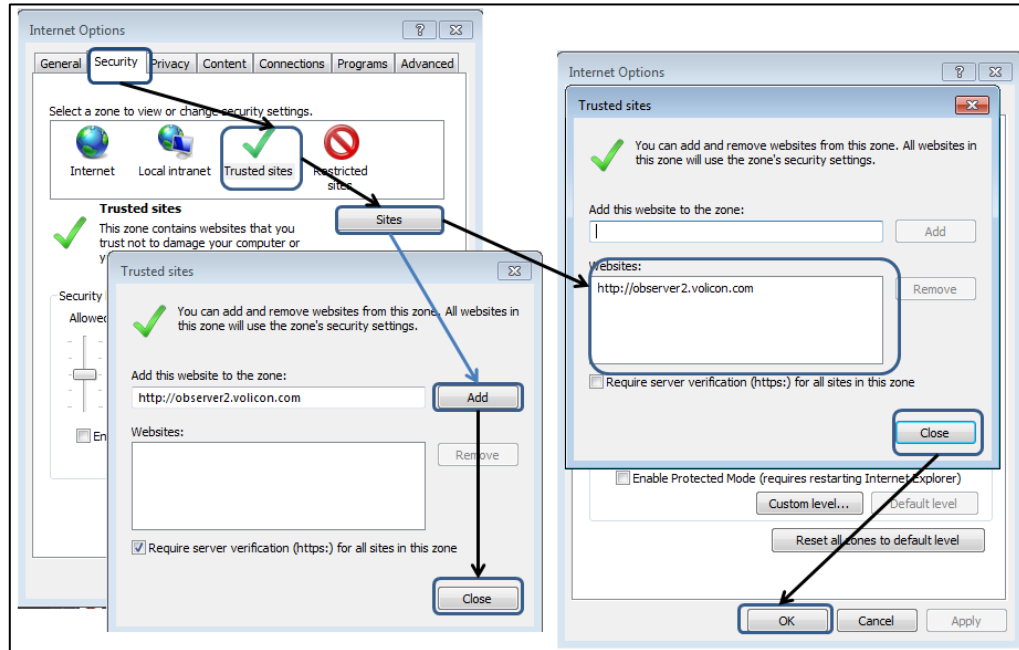 Internet Options
General Security Privacy Content Connections Programs Advanced
Select a zone to view or change security settings.
Internet Local intranet Trusted sites Restricted sites
Sites
Trusted sites
This zone contains websites that you
trust not to damage your computer or
Security
Allowed
En
Trusted sites
You can add and remove websites from this zone. All websites in
this zone will use the zone's security settings.
Add this website to the zone:
http://observer2.volicon.com
Add
Websites:
Remove
Require server verification (https:) for all sites in this zone
Close
Internet Options
Trusted sites
You can add and remove websites from this zone. All websites in
this zone will use the zone's security settings.
Add this website to the zone:
Add
Websites:
http://observer2.volicon.com
Remove
Require server verification (https:) for all sites in this zone
Close
Enable Protected Mode (requires restarting Internet Explorer)
Custom level... Default level
Reset all zones to default level
OK Cancel Apply